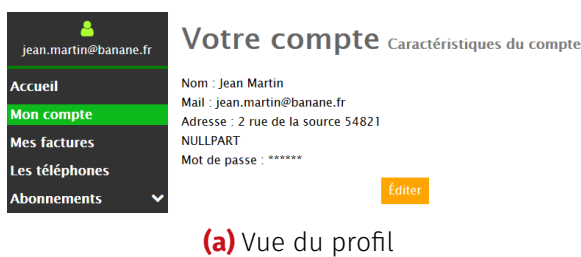 jean.martin@banane.fr
Accueil
Mon compte
Mes factures
Les téléphones
Abonnements
Votre compte Caractéristiques du compte
Nom : Jean Martin
Mail : jean.martin@banane.fr
Adresse : 2 rue de la source 54821
NULLPART
Mot de passe : ******
Éditer
(a) Vue du profil